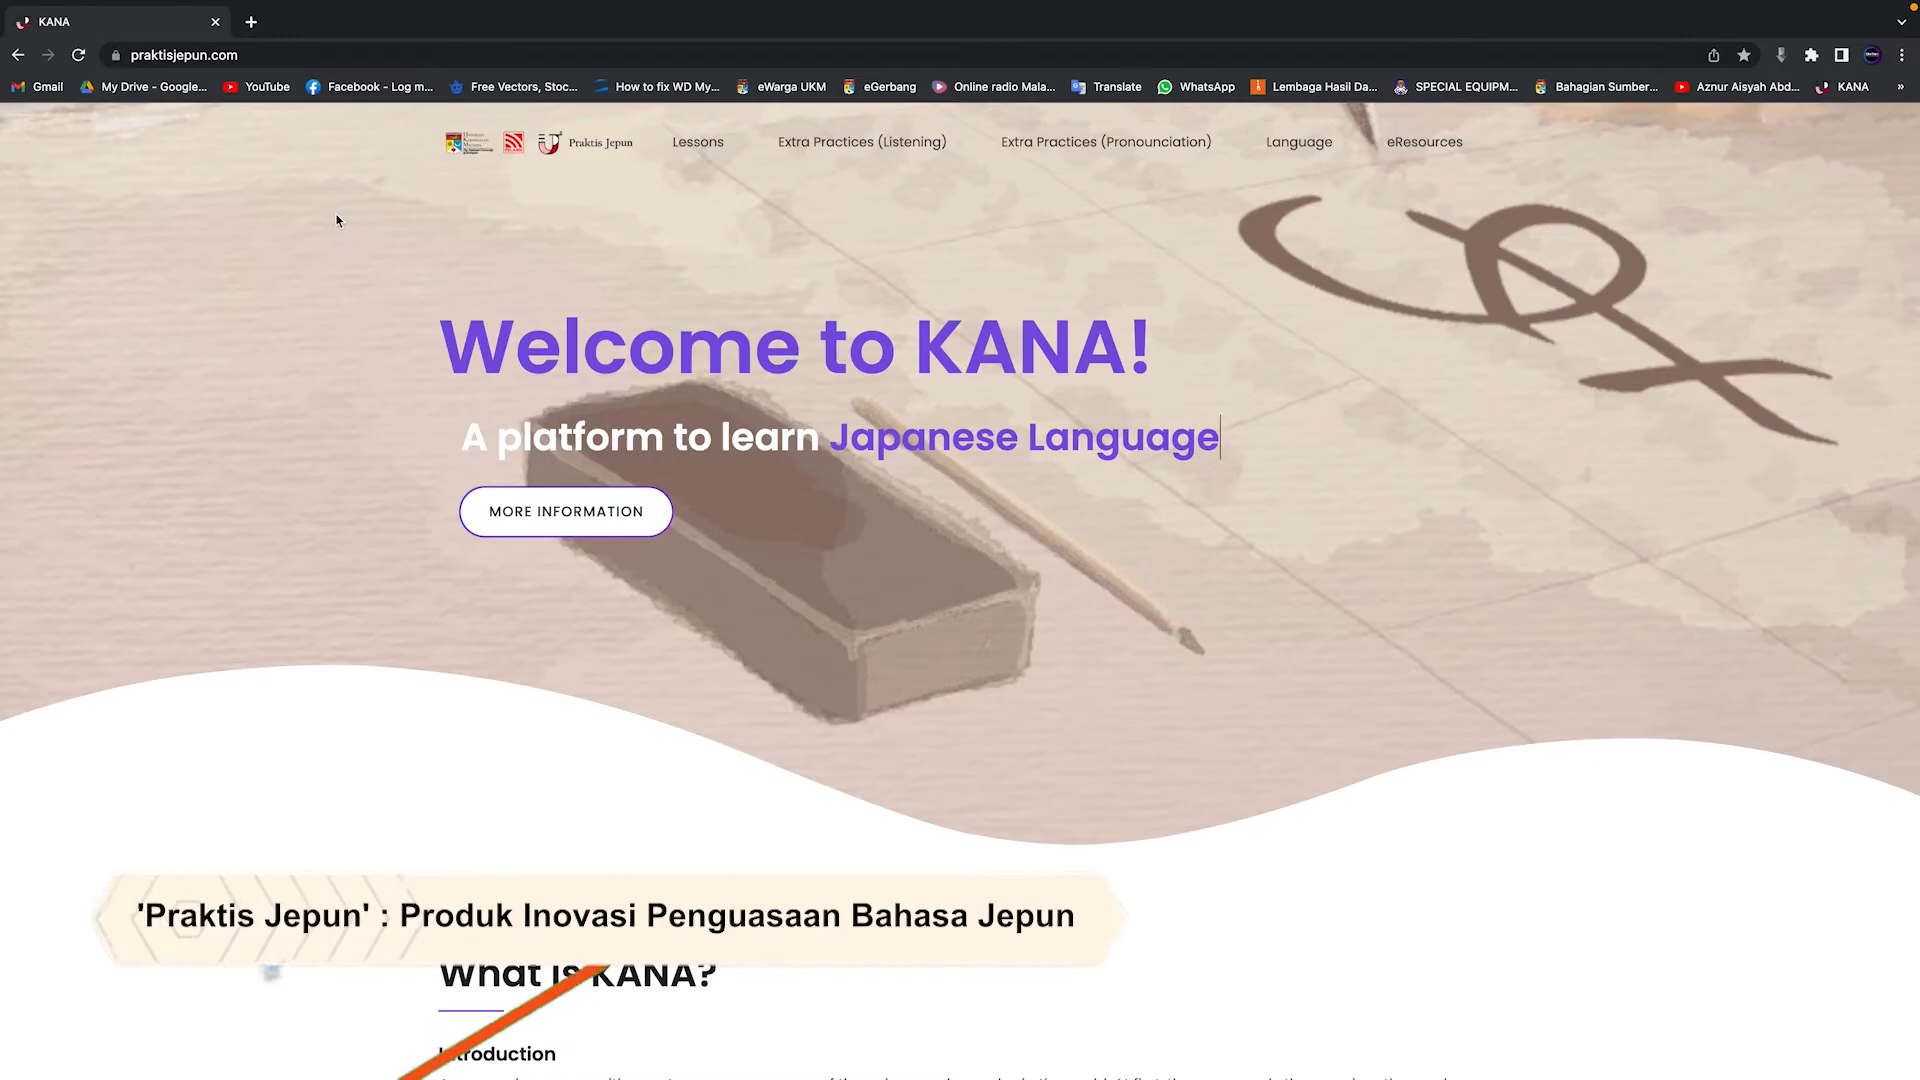 KANA
praktisjepun.com
Gmail
My Drive - Google...
YouTube
Facebook - Log m...
Free Vectors, Stoc...
How to fix WD My...
eWarga UKM
eGerbang
Online radio Mala...
Translate
WhatsApp
Lembaga Hasil Da...
SPECIAL EQUIPM...
Bahagian Sumber...
Aznur Aisyah Abd...
KANA
»
Praktis Jepun
Lessons
Extra Practices (Listening)
Extra Practices (Pronounciation)
Language
eResources
Welcome to KANA!
A platform to learn Japanese Language
MORE INFORMATION
'Praktis Jepun' : Produk Inovasi Penguasaan Bahasa Jepun
What is KANA?
Introduction